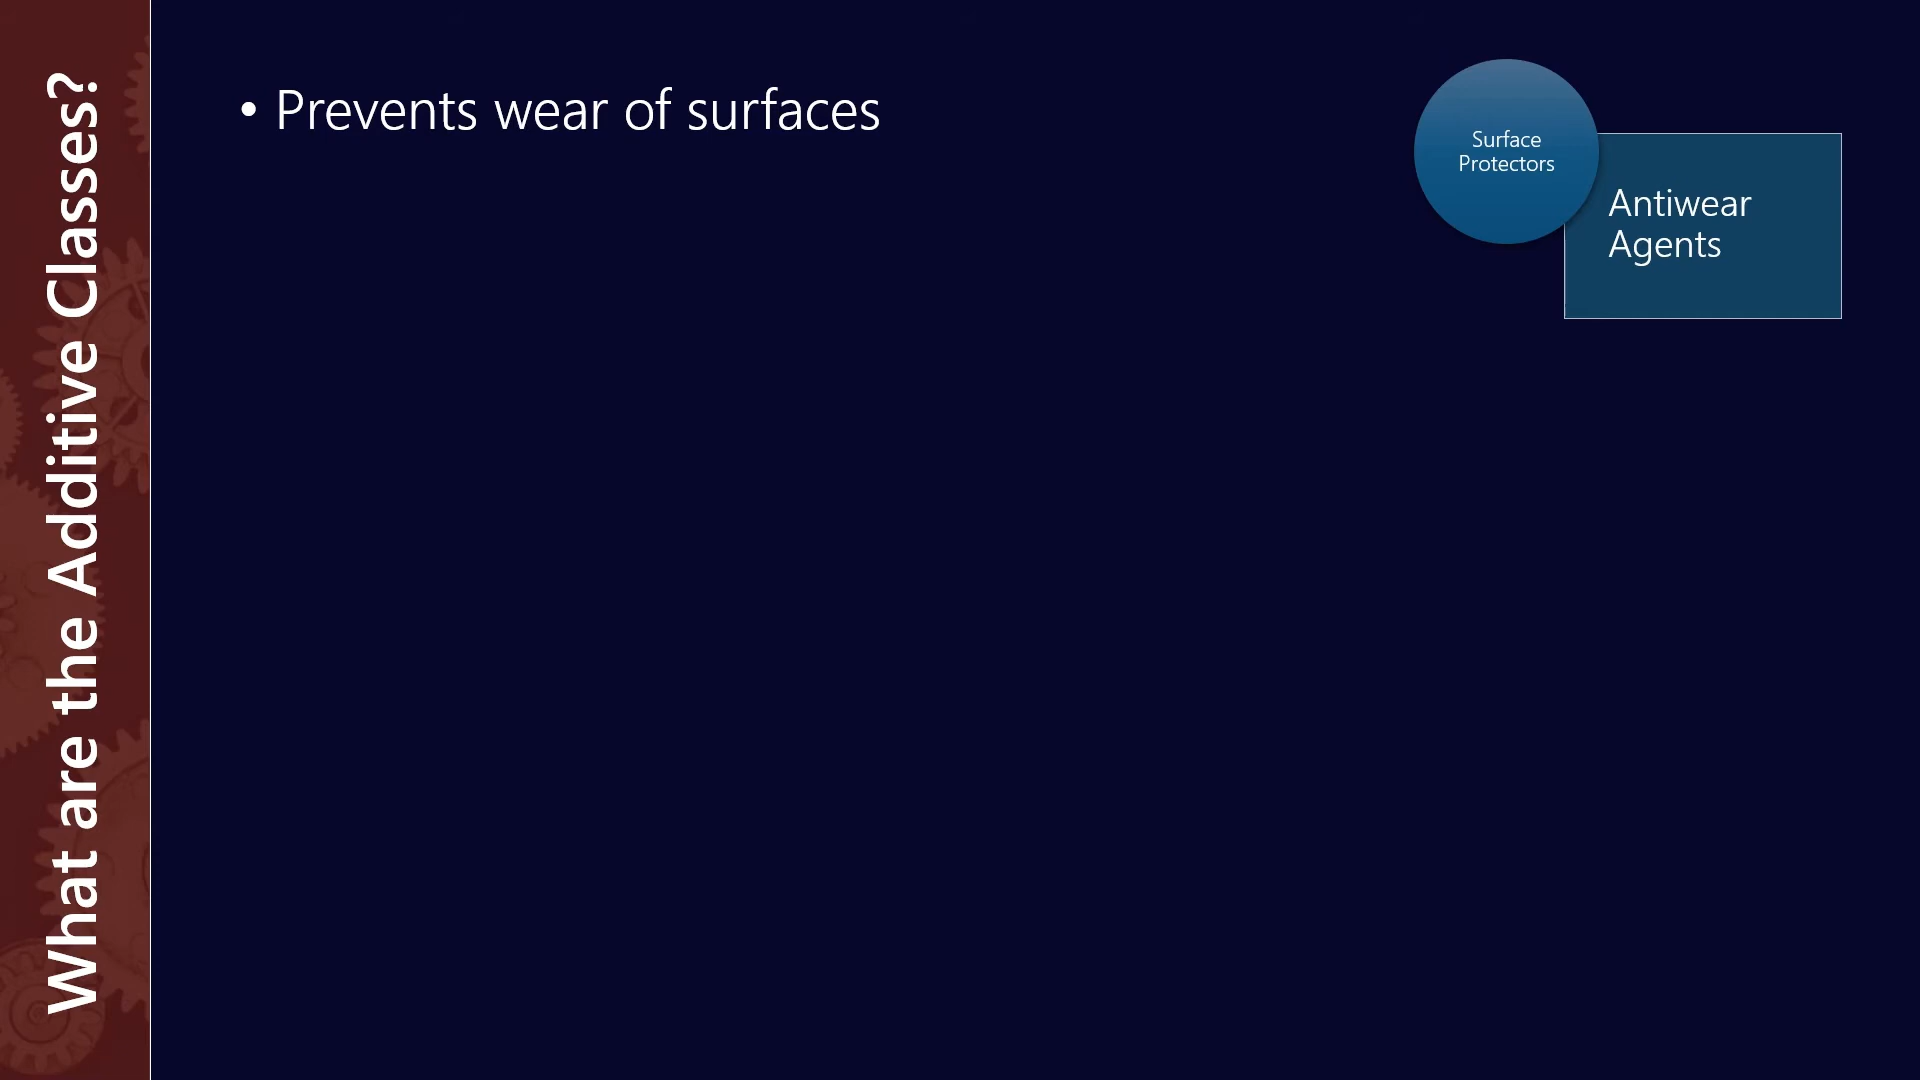 What are the Additive Classes?
• Prevents wear of surfaces
Surface
Protectors
Antiwear
Agents